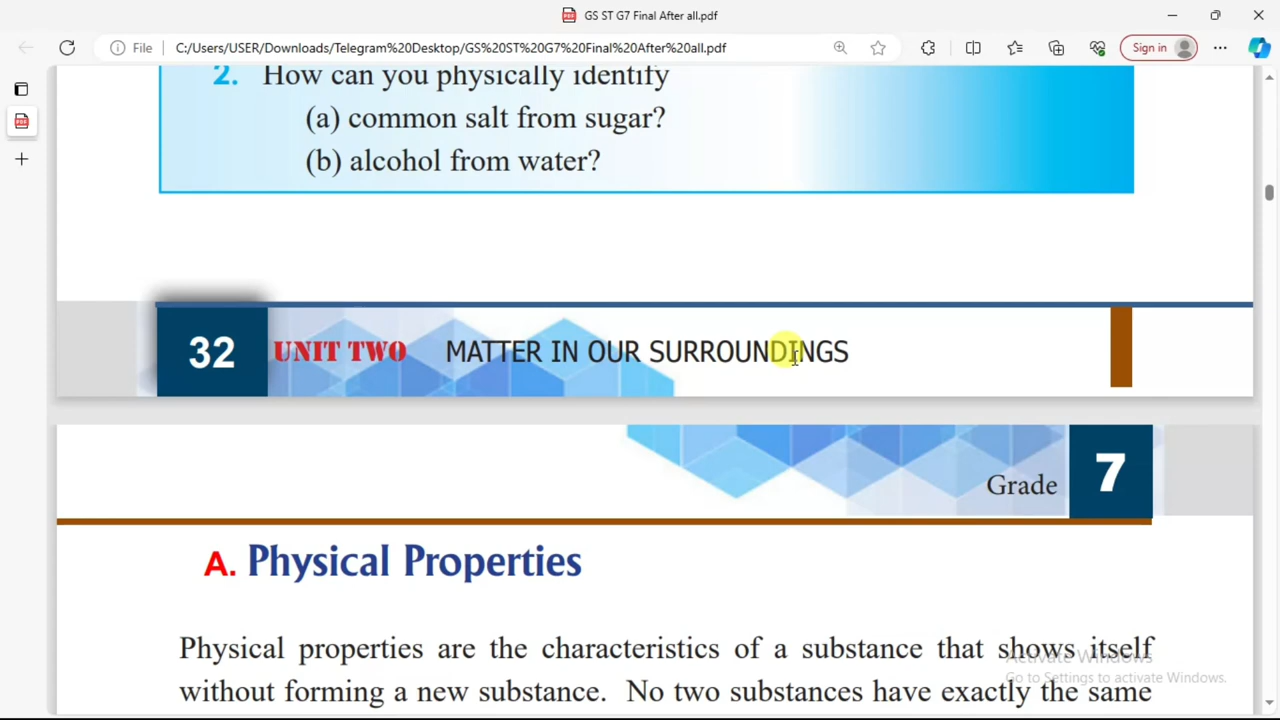 GS ST G7 Final After all.pdf
File C:/Users/USER/Downloads/Telegram%20Desktop/GS%20ST%20G7%20Final%20After%20all.pdf Sign in
2. How can you physically identify
(a) common salt from sugar?
(b) alcohol from water?
32 UNIT TWO MATTER IN OUR SURROUNDINGS
Grade 7
A. Physical Properties
Physical properties are the characteristics of a substance that shows itself
Activate Windows
Go to Settings to activate Windows.
without forming a new substance. No two substances have exactly the same